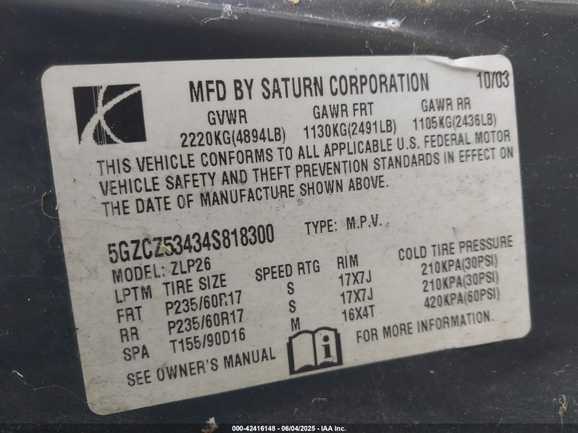 MFD BY SATURN CORPORATION 10/03
GVWR GAWR FRT GAWR RR
2220KG(4894LB) 1130KG(2491LB) 1105KG(2436LB)
THIS VEHICLE CONFORMS TO ALL APPLICABLE U.S. FEDERAL MOTOR
VEHICLE SAFETY AND THEFT PREVENTION STANDARDS IN EFFECT ON
THE DATE OF MANUFACTURE SHOWN ABOVE.
5GZCZ53434S818300 TYPE: M.P.V.
MODEL: ZLP26
LPTM TIRE SIZE SPEED RTG RIM COLD TIRE PRESSURE
FRT P235/60R17 S 17X7J 210KPA(30PSI)
RR P235/60R17 S 17X7J 210KPA(30PSI)
SPA T155/90D16 M 16X4T 420KPA(60PSI)
SEE OWNER'S MANUAL i FOR MORE INFORMATION.
000-42416148 - 06/04/2025 - IAA Inc.